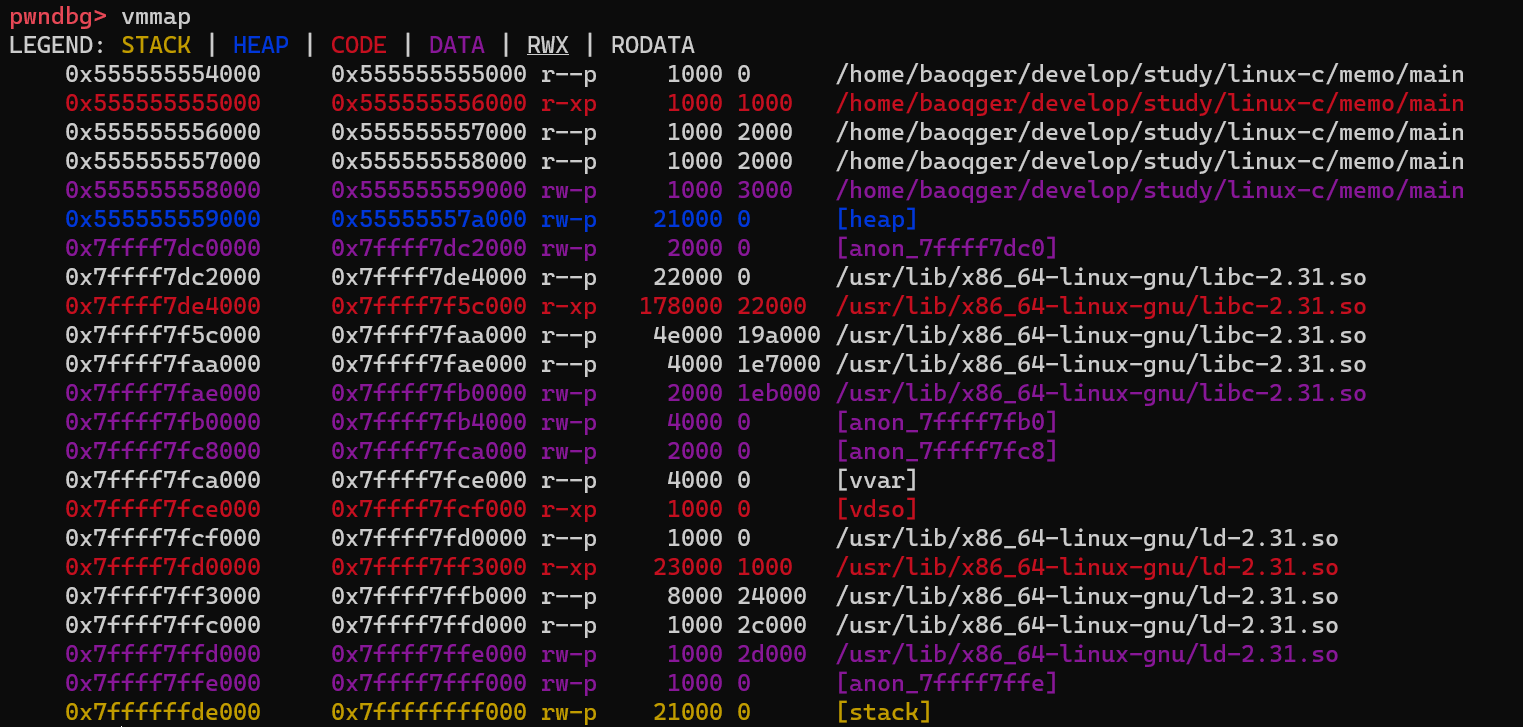 pwndbg> vmmap
LEGEND: STACK | HEAP | CODE | DATA | RWX | RODATA
0x555555554000 0x555555555000 r--p 1000 0 /home/baoqger/develop/study/linux-c/memo/main
0x555555555000 0x555555556000 r-xp 1000 1000 /home/baoqger/develop/study/linux-c/memo/main
0x555555556000 0x555555557000 r--p 1000 2000 /home/baoqger/develop/study/linux-c/memo/main
0x555555557000 0x555555558000 r--p 1000 2000 /home/baoqger/develop/study/linux-c/memo/main
0x555555558000 0x555555559000 rw-p 1000 3000 /home/baoqger/develop/study/linux-c/memo/main
0x555555559000 0x55555557a000 rw-p 21000 0 [heap]
0x7ffff7dc0000 0x7ffff7dc2000 rw-p 2000 0 [anon_7ffff7dc0]
0x7ffff7dc2000 0x7ffff7de4000 r--p 22000 0 /usr/lib/x86_64-linux-gnu/libc-2.31.so
0x7ffff7de4000 0x7ffff7f5c000 r-xp 178000 22000 /usr/lib/x86_64-linux-gnu/libc-2.31.so
0x7ffff7f5c000 0x7ffff7faa000 r--p 4e000 19a000 /usr/lib/x86_64-linux-gnu/libc-2.31.so
0x7ffff7faa000 0x7ffff7fae000 r--p 4000 1e7000 /usr/lib/x86_64-linux-gnu/libc-2.31.so
0x7ffff7fae000 0x7ffff7fb0000 rw-p 2000 1eb000 /usr/lib/x86_64-linux-gnu/libc-2.31.so
0x7ffff7fb0000 0x7ffff7fb4000 rw-p 4000 0 [anon_7ffff7fb0]
0x7ffff7fc8000 0x7ffff7fca000 rw-p 2000 0 [anon_7ffff7fc8]
0x7ffff7fca000 0x7ffff7fce000 r--p 4000 0 [vvar]
0x7ffff7fce000 0x7ffff7fcf000 r-xp 1000 0 [vdso]
0x7ffff7fcf000 0x7ffff7fd0000 r--p 1000 0 /usr/lib/x86_64-linux-gnu/ld-2.31.so
0x7ffff7fd0000 0x7ffff7ff3000 r-xp 23000 1000 /usr/lib/x86_64-linux-gnu/ld-2.31.so
0x7ffff7ff3000 0x7ffff7ffb000 r--p 8000 24000 /usr/lib/x86_64-linux-gnu/ld-2.31.so
0x7ffff7ffc000 0x7ffff7ffd000 r--p 1000 2c000 /usr/lib/x86_64-linux-gnu/ld-2.31.so
0x7ffff7ffd000 0x7ffff7ffe000 rw-p 1000 2d000 /usr/lib/x86_64-linux-gnu/ld-2.31.so
0x7ffff7ffe000 0x7ffff7fff000 rw-p 1000 0 [anon_7ffff7ffe]
0x7ffffffde000 0x7ffffffff000 rw-p 21000 0 [stack]